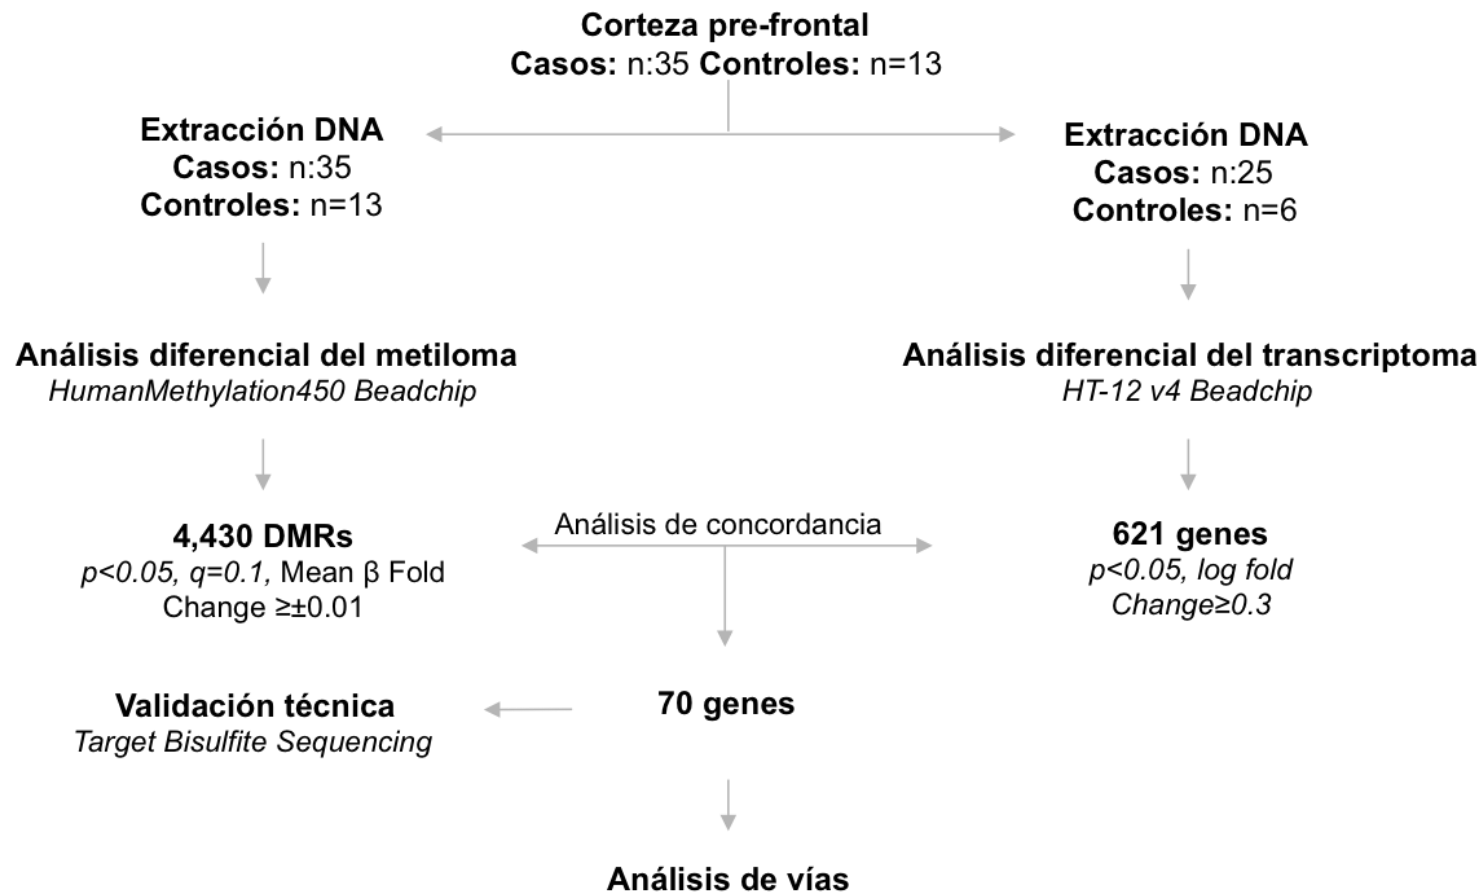 Corteza pre-frontal
Casos: n:35 Controles: n=13
Extracción DNA
Casos: n:35
Controles: n=13
Extracción DNA
Casos: n:25
Controles: n=6
Análisis diferencial del metiloma
HumanMethylation450 Beadchip
Análisis diferencial del transcriptoma
HT-12 v4 Beadchip
4,430 DMRs
p<0.05, q=0.1, Mean β Fold
Change ≥±0.01
Análisis de concordancia
621 genes
p<0.05, log fold
Change≥0.3
Validación técnica
Target Bisulfite Sequencing
70 genes
Análisis de vías